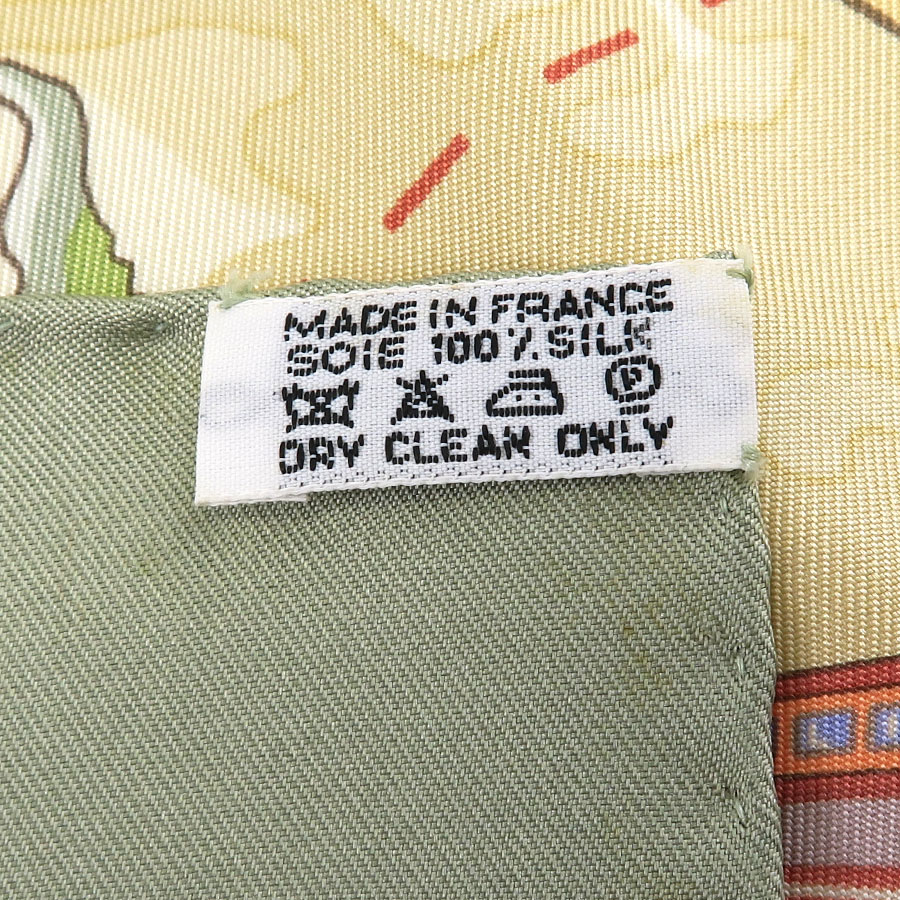 MADE IN FRANCE
SOIE 100% SILK
P
DRY CLEAN ONLY